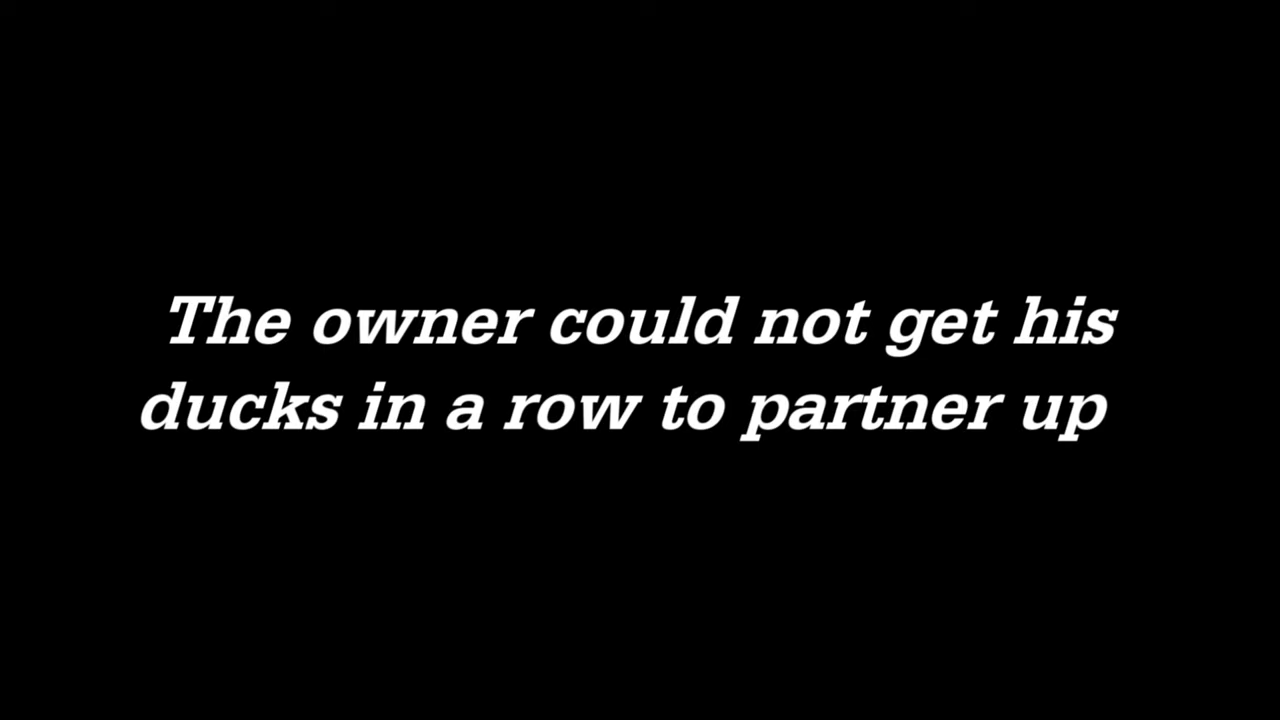 The owner could not get his
ducks in a row to partner up